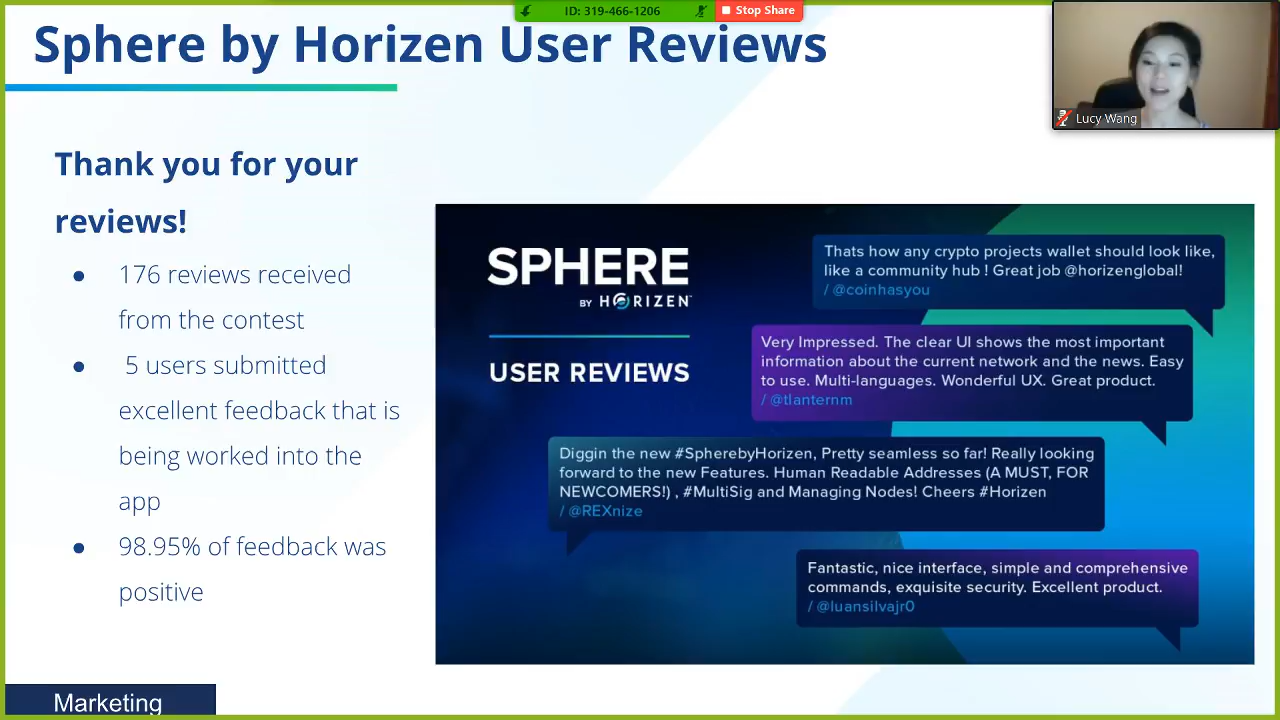 ID: 319-466-1206
Stop Share
Sphere by Horizen User Reviews
Lucy Wang
Thank you for your
reviews!
176 reviews received
from the contest
5 users submitted
excellent feedback that is
being worked into the
app
98.95% of feedback was
positive
SPHERE
BY HORIZEN
USER REVIEWS
Thats how any crypto projects wallet should look like,
like a community hub ! Great job @horizenglobal!
/ @coinhasyou
Very Impressed. The clear UI shows the most important
information about the current network and the news. Easy
to use. Multi-languages. Wonderful UX. Great product.
/ @tlanternm
Diggin the new #SpherebyHorizen, Pretty seamless so far! Really looking
forward to the new Features. Human Readable Addresses (A MUST, FOR
NEWCOMERS!) , #MultiSig and Managing Nodes! Cheers #Horizen
/ @REXnize
Fantastic, nice interface, simple and comprehensive
commands, exquisite security. Excellent product.
/ @luansilvajr0
Marketing